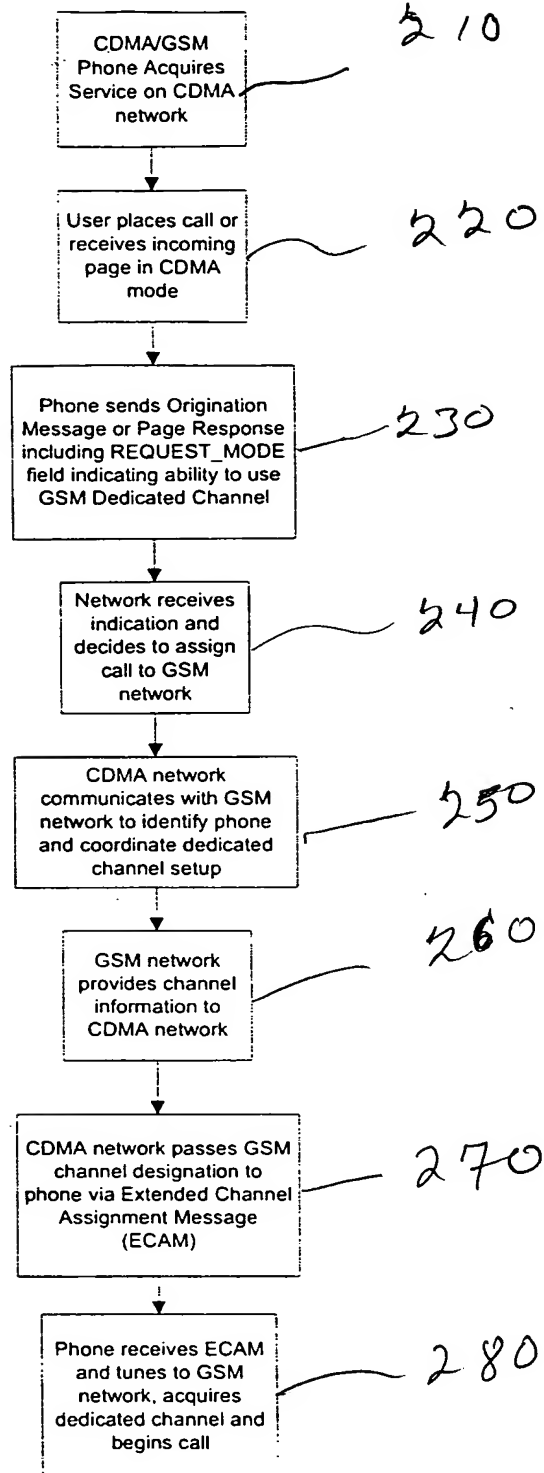 CDMA/GSM
Phone Acquires
Service on CDMA
network
210
User places call or
receives incoming
page in CDMA
mode
220
Phone sends Origination
Message or Page Response
including REQUEST_MODE
field indicating ability to use
GSM Dedicated Channel
230
Network receives
indication and
decides to assign
call to GSM
network
240
CDMA network
communicates with GSM
network to identify phone
and coordinate dedicated
channel setup
250
GSM network
provides channel
information to
CDMA network
260
CDMA network passes GSM
channel designation to
phone via Extended Channel
Assignment Message
(ECAM)
270
Phone receives ECAM
and tunes to GSM
network, acquires
dedicated channel and
begins call
280